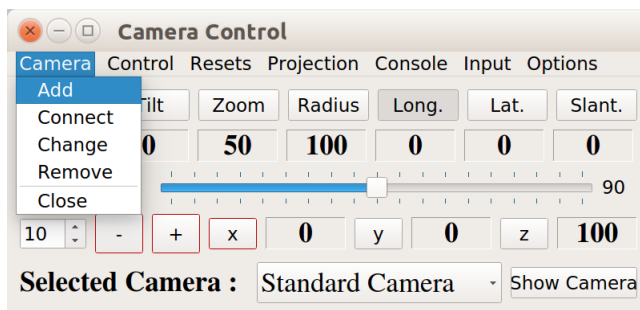 Camera Control
Camera Control Resets Projection Console Input Options
Add
Connect
Change
Remove
Close
Tilt Zoom Radius Long. Lat. Slant.
0 50 100 0 0 0
90
10 - + x 0 y 0 z 100
Selected Camera : Standard Camera Show Camera